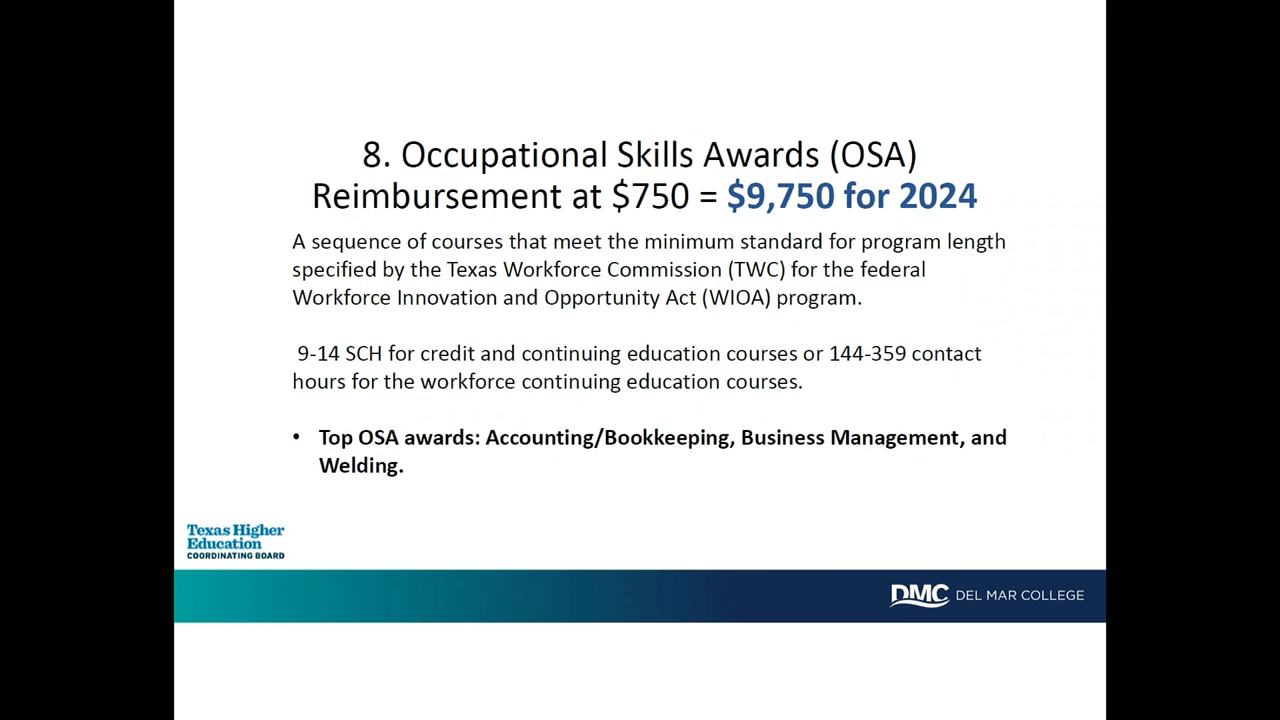 8. Occupational Skills Awards (OSA)
Reimbursement at $750 = $9,750 for 2024
A sequence of courses that meet the minimum standard for program length
specified by the Texas Workforce Commission (TWC) for the federal
Workforce Innovation and Opportunity Act (WIOA) program.
9-14 SCH for credit and continuing education courses or 144-359 contact
hours for the workforce continuing education courses.
• Top OSA awards: Accounting/Bookkeeping, Business Management, and
Welding.
Texas Higher
Education
COORDINATING BOARD
DMC DEL MAR COLLEGE